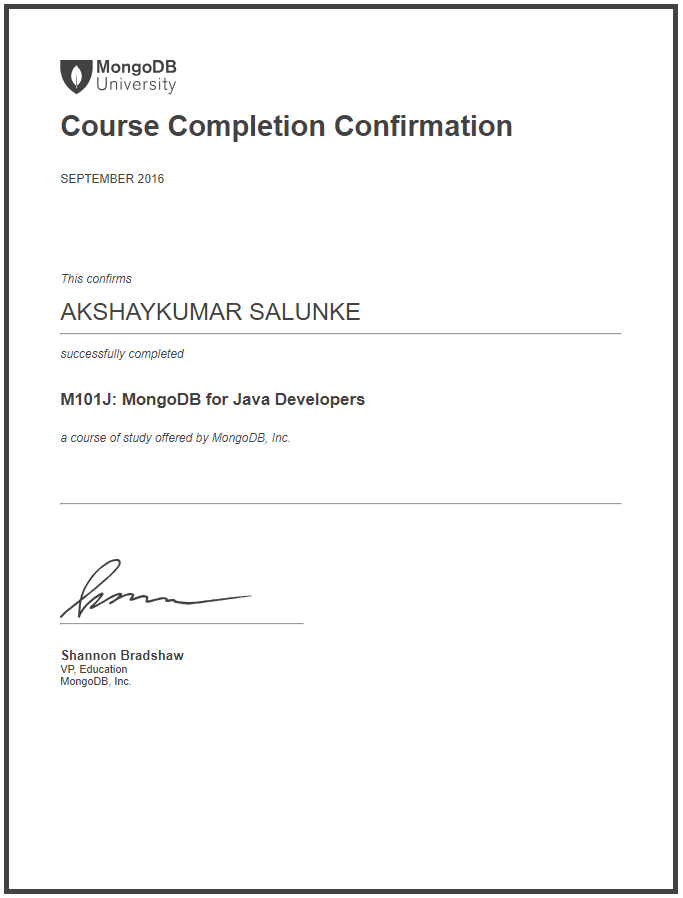 MongoDB
University
Course Completion Confirmation
SEPTEMBER 2016
This confirms
AKSHAYKUMAR SALUNKE
successfully completed
M101J: MongoDB for Java Developers
a course of study offered by MongoDB, Inc.
Shannon Bradshaw
VP, Education
MongoDB, Inc.